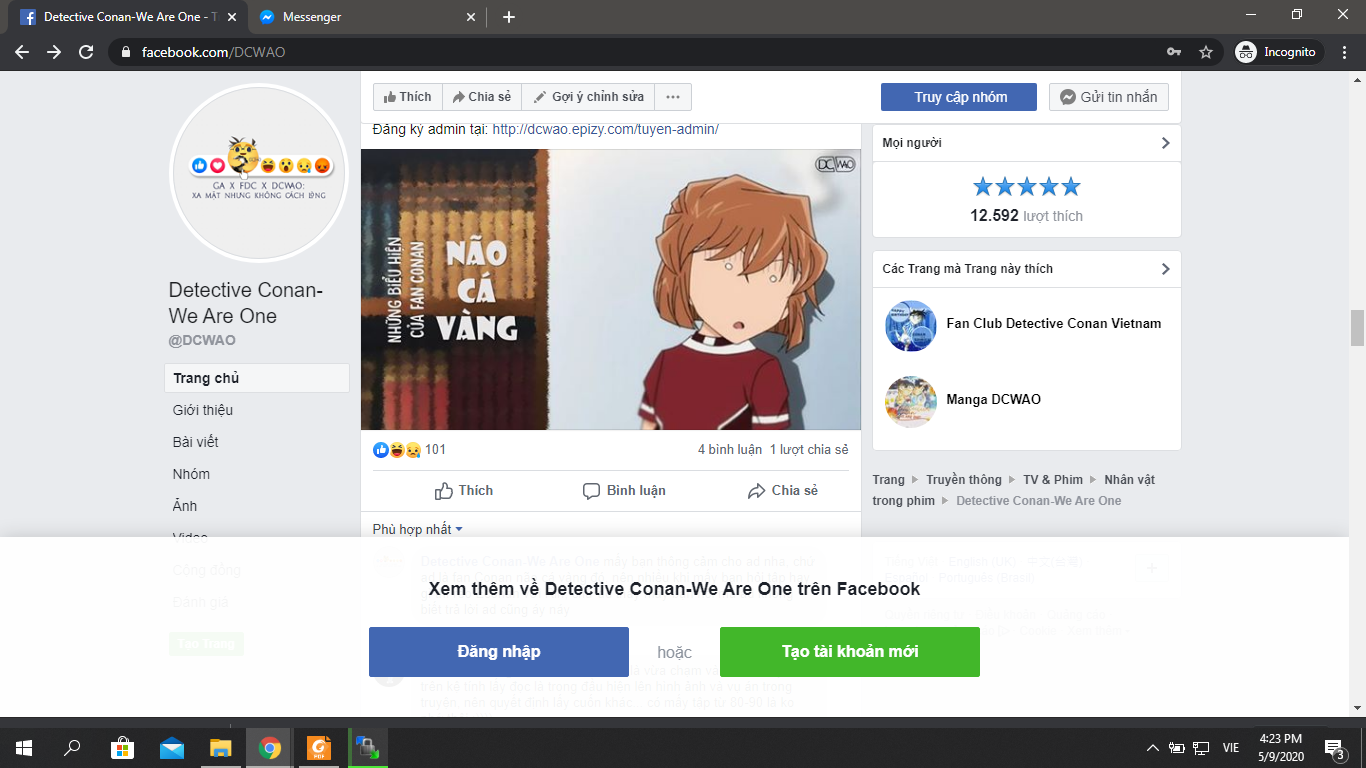 Detective Conan-We Are One - T
Messenger
facebook.com/DCWAO
Incognito
Thích
Chia sẻ
Gợi ý chỉnh sửa
Truy cập nhóm
Gửi tin nhắn
GA X FDC X DCWAO:
XA MẶT NHƯNG KHÔNG CÁCH LÒNG
Detective Conan-
We Are One
@DCWAO
Trang chủ
Giới thiệu
Bài viết
Nhóm
Ảnh
Video
Cộng đồng
Đánh giá
Tạo Trang
Đăng ký admin tại: http://dcwao.epizy.com/tuyen-admin/
DC WAO
NHỮNG BIỂU HIỆN
CỦA FAN CONAN
NÃO
CÁ
VÀNG
101
4 bình luận 1 lượt chia sẻ
Thích
Bình luận
Chia sẻ
Phù hợp nhất
Mọi người
12.592 lượt thích
Các Trang mà Trang này thích
Fan Club Detective Conan Vietnam
Manga DCWAO
Trang Truyền thông TV & Phim Nhân vật
trong phim Detective Conan-We Are One
Xem thêm về Detective Conan-We Are One trên Facebook
Đăng nhập
hoặc
Tạo tài khoản mới
VIE
4:23 PM
5/9/2020
3